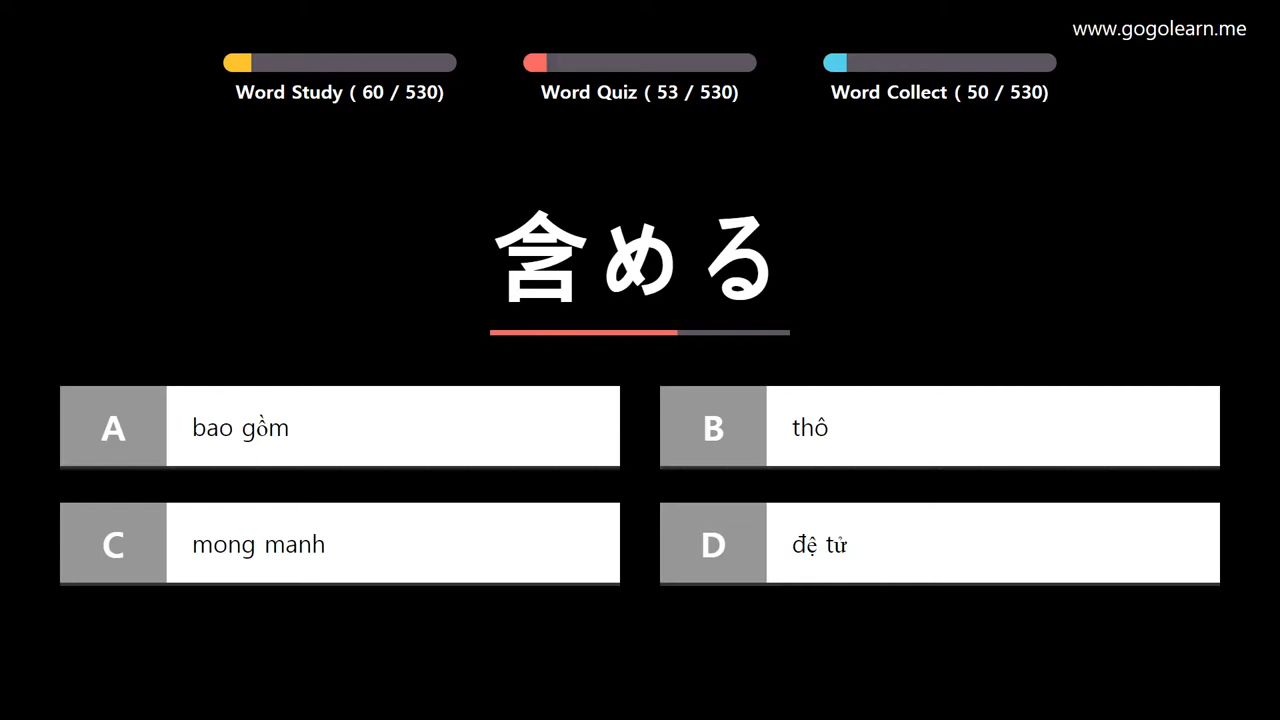 www.gogolearn.me
Word Study ( 60 / 530)
Word Quiz ( 53 / 530)
Word Collect ( 50 / 530)
含める
A bao gồm
B thô
C mong manh
D đệ tử